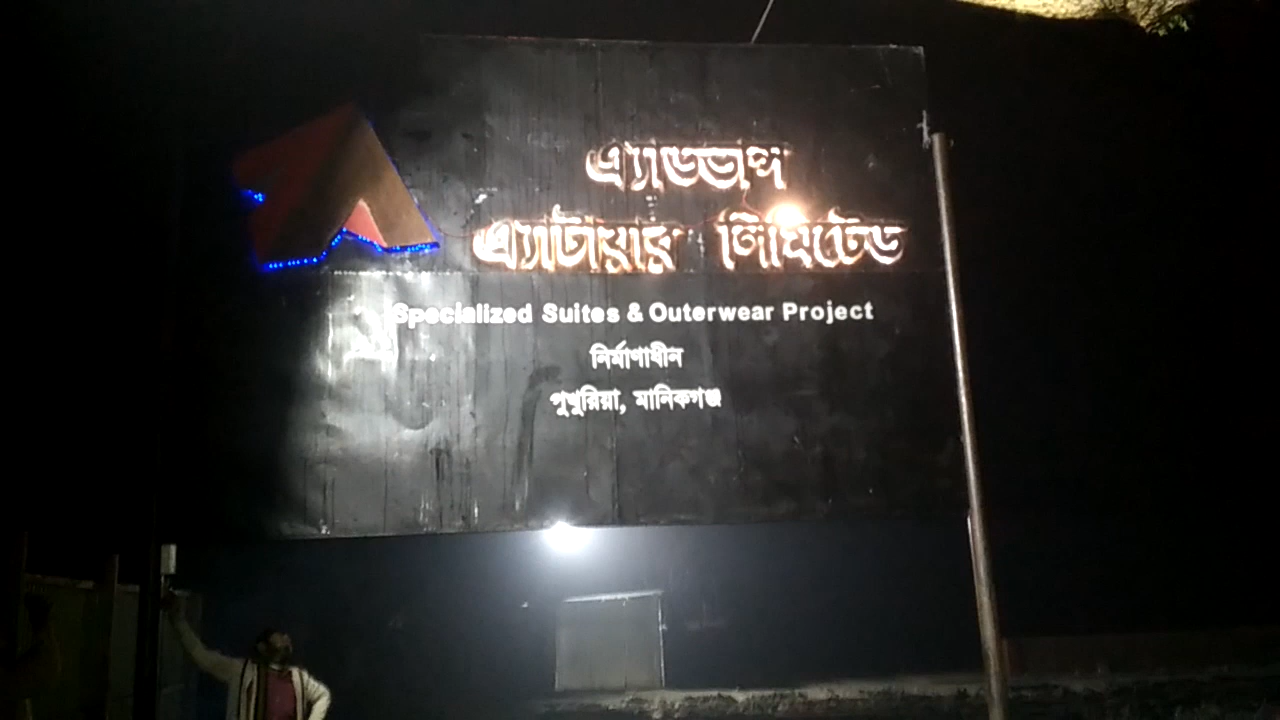 এ্যাডভান্স
এ্যাটায়ার লিমিটেড
Specialized Suites & Outerwear Project
নির্মাণাধীন
পুখুরিয়া, মানিকগঞ্জ